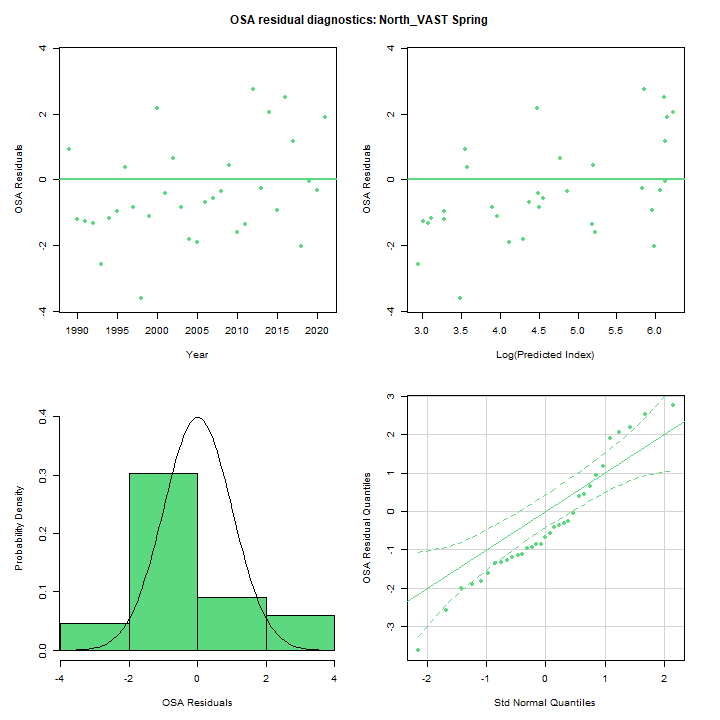 OSA residual diagnostics: North_VAST Spring
OSA Residuals
4
2
0
-2
-4
1990 1995 2000 2005 2010 2015 2020
Year
OSA Residuals
4
2
0
-2
-4
3.0 3.5 4.0 4.5 5.0 5.5 6.0
Log(Predicted Index)
Probability Density
0.4
0.3
0.2
0.1
0.0
-4 -2 0 2 4
OSA Residuals
OSA Residual Quantiles
3
2
1
0
-1
-2
-3
-2 -1 0 1 2
Std Normal Quantiles